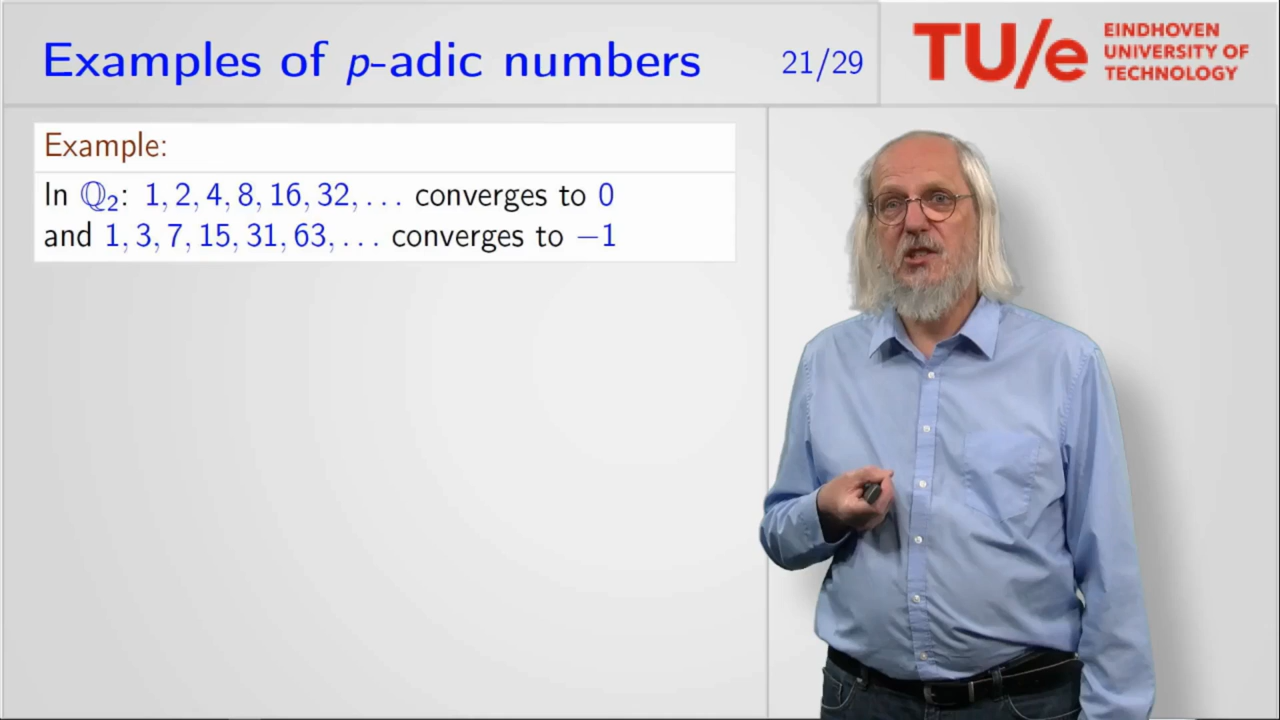 Examples of p-adic numbers
21/29
TU/e
EINDHOVEN
UNIVERSITY OF
TECHNOLOGY
Example:
In ℚ₂: 1, 2, 4, 8, 16, 32, . . . converges to 0
and 1, 3, 7, 15, 31, 63, . . . converges to −1